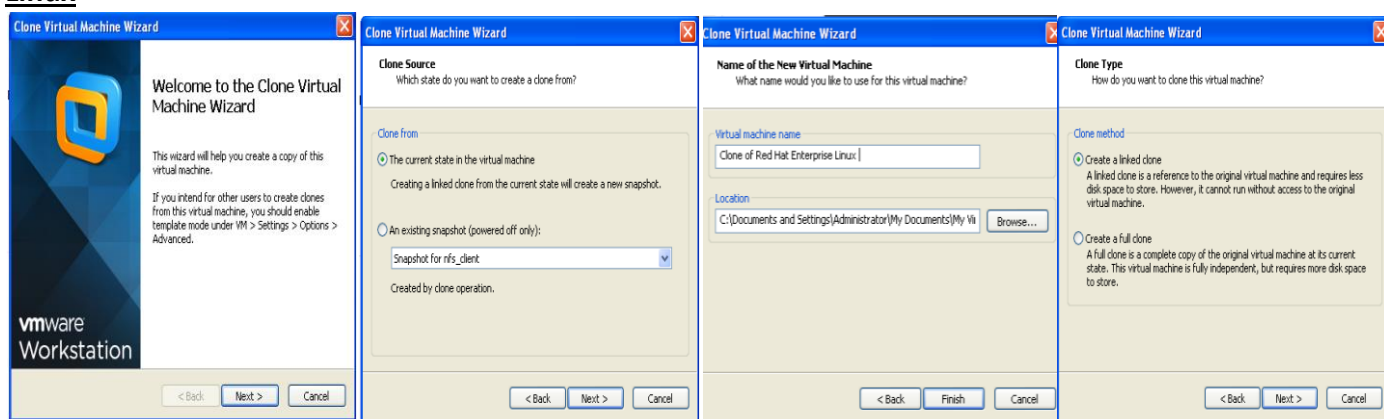 Linux
Clone Virtual Machine Wizard
Welcome to the Clone Virtual
Machine Wizard
This wizard will help you create a copy of this
virtual machine.
If you intend for other users to create clones
from this virtual machine, you should enable
template mode under VM > Settings > Options >
Advanced.
vmware
Workstation
< Back
Next >
Cancel
Clone Virtual Machine Wizard
Clone Source
Which state do you want to create a clone from?
Clone from
The current state in the virtual machine
Creating a linked clone from the current state will create a new snapshot.
An existing snapshot (powered off only):
Snapshot for nfs_client
Created by clone operation.
< Back
Next >
Cancel
Clone Virtual Machine Wizard
Name of the New Virtual Machine
What name would you like to use for this virtual machine?
Virtual machine name
Clone of Red Hat Enterprise Linux
Location
C:\Documents and Settings\Administrator\My Documents\My Vi
Browse...
< Back
Finish
Cancel
Clone Virtual Machine Wizard
Clone Type
How do you want to clone this virtual machine?
Clone method
Create a linked clone
A linked clone is a reference to the original virtual machine and requires less
disk space to store. However, it cannot run without access to the original
virtual machine.
Create a full clone
A full clone is a complete copy of the original virtual machine at its current
state. This virtual machine is fully independent, but requires more disk space
to store.
< Back
Next >
Cancel